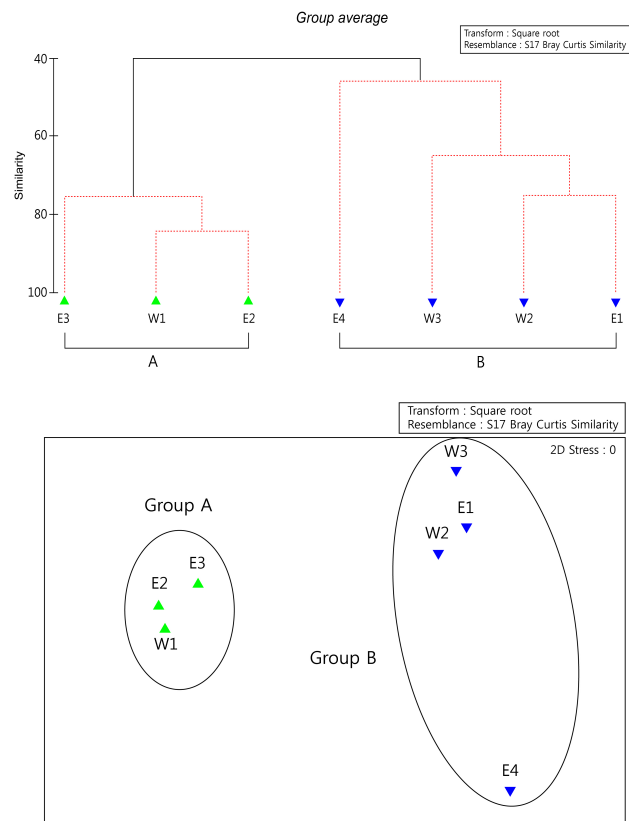 Group average
Transform : Square root
Resemblance : S17 Bray Curtis Similarity
Similarity
40
60
80
100
E3 W1 E2 E4 W3 W2 E1
A B
Transform : Square root
Resemblance : S17 Bray Curtis Similarity
2D Stress : 0
W3
E1
W2
Group A
E3
E2
W1
Group B
E4